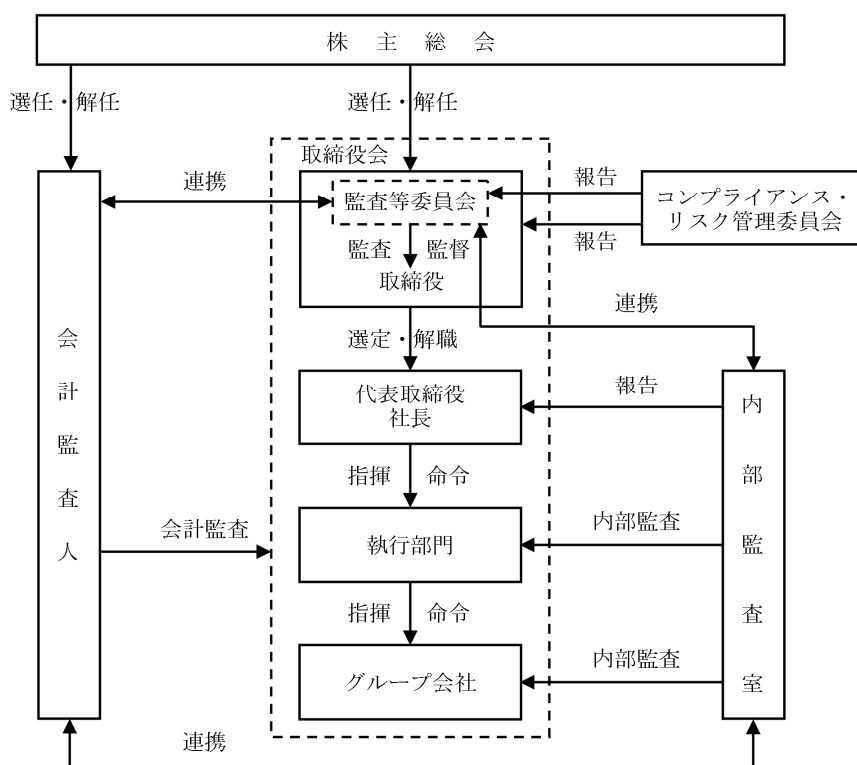 株主総会
選任・解任
選任・解任
取締役会
連携
監査等委員会
報告
コンプライアンス・
リスク管理委員会
報告
監査 監督
取締役
連携
選定・解職
会計監査人
代表取締役
社長
報告
内部監査室
指揮 命令
会計監査
執行部門
内部監査
指揮 命令
グループ会社
内部監査
連携